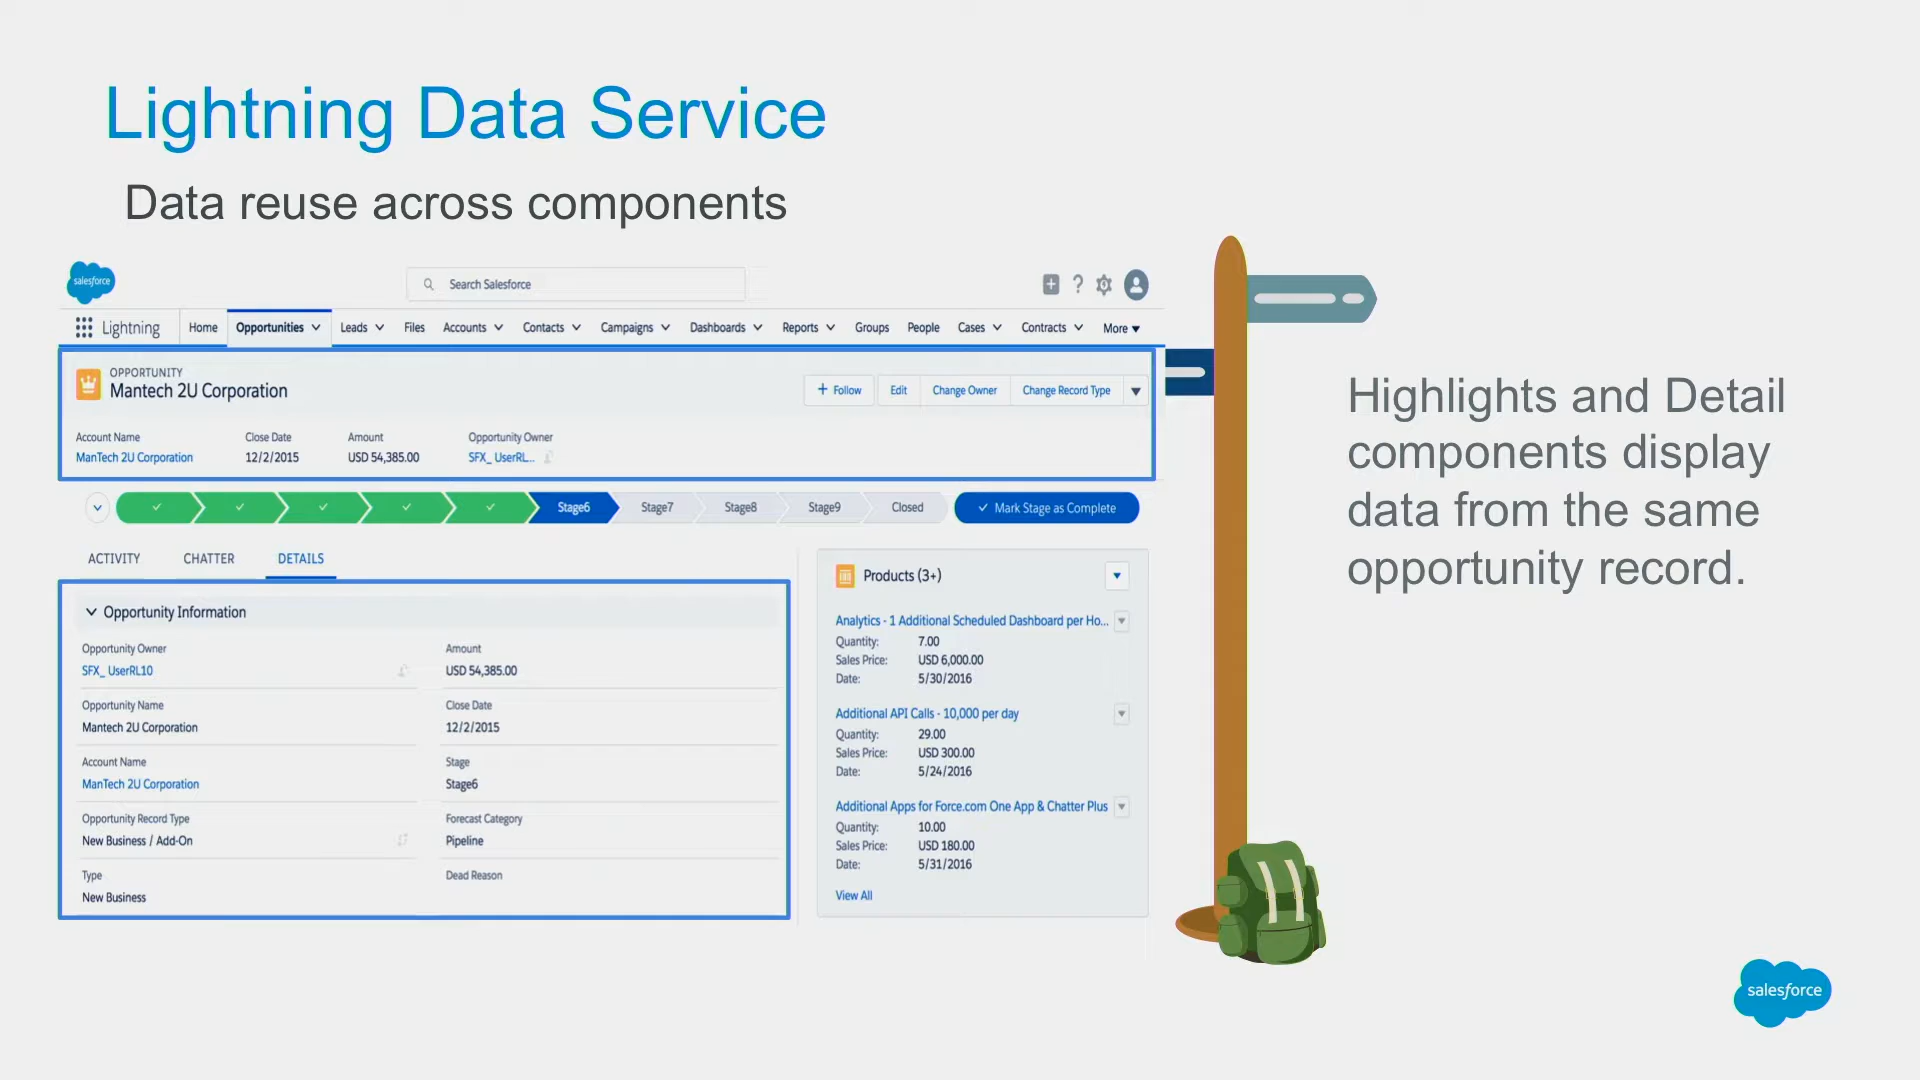 Lightning Data Service
Data reuse across components
salesforce
Search Salesforce
?
Lightning Home Opportunities Leads Files Accounts Contacts Campaigns Dashboards Reports Groups People Cases Contracts More
OPPORTUNITY
Mantech 2U Corporation
+ Follow Edit Change Owner Change Record Type
Account Name Close Date Amount Opportunity Owner
ManTech 2U Corporation 12/2/2015 USD 54,385.00 SFX_ UserRL...
Stage6 Stage7 Stage8 Stage9 Closed Mark Stage as Complete
ACTIVITY CHATTER DETAILS
Opportunity Information
Opportunity Owner Amount
SFX_ UserRL10 USD 54,385.00
Opportunity Name Close Date
Mantech 2U Corporation 12/2/2015
Account Name Stage
ManTech 2U Corporation Stage6
Opportunity Record Type Forecast Category
New Business / Add-On Pipeline
Type Dead Reason
New Business
Products (3+)
Analytics - 1 Additional Scheduled Dashboard per Ho...
Quantity: 7.00
Sales Price: USD 6,000.00
Date: 5/30/2016
Additional API Calls - 10,000 per day
Quantity: 29.00
Sales Price: USD 300.00
Date: 5/24/2016
Additional Apps for Force.com One App & Chatter Plus
Quantity: 10.00
Sales Price: USD 180.00
Date: 5/31/2016
View All
Highlights and Detail
components display
data from the same
opportunity record.
salesforce